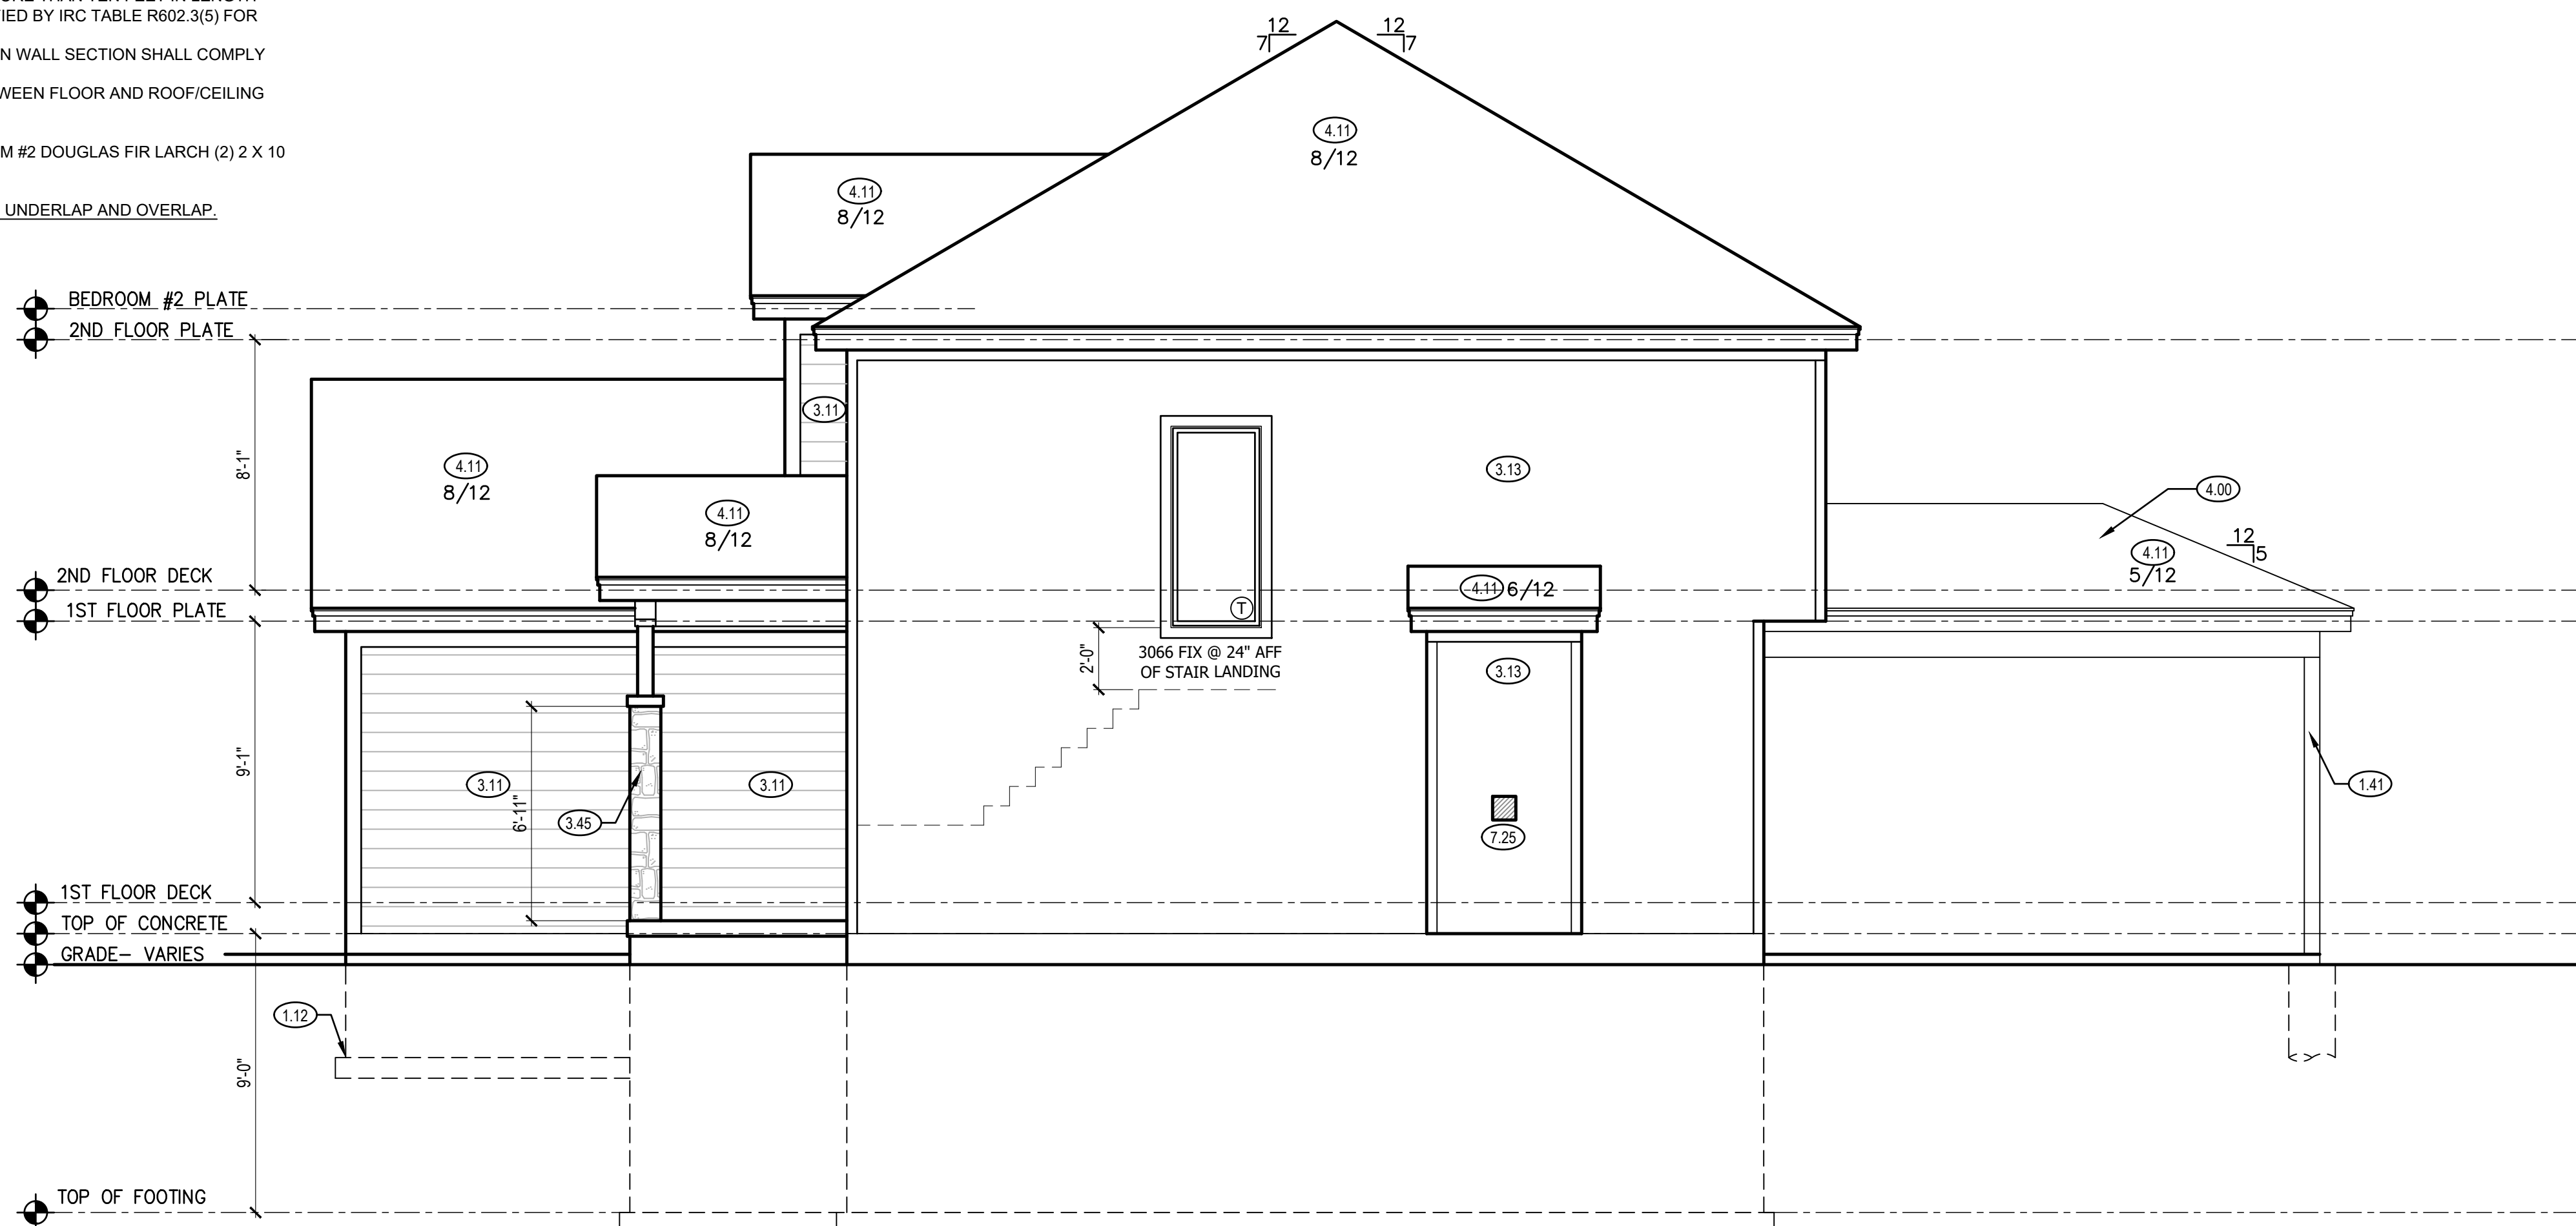 FIED BY IRC TABLE R602.3(5) FOR
N WALL SECTION SHALL COMPLY
WEEN FLOOR AND ROOF/CEILING
M #2 DOUGLAS FIR LARCH (2) 2 X 10
UNDERLAP AND OVERLAP.
12
7
12
7
4.11
8/12
4.11
8/12
BEDROOM #2 PLATE
2ND FLOOR PLATE
3.11
8'-1"
4.11
8/12
4.11
8/12
3.13
4.00
12
5
4.11
5/12
2ND FLOOR DECK
4.11 6/12
1ST FLOOR PLATE
T
2'-0"
3066 FIX @ 24" AFF
OF STAIR LANDING
3.13
9'-1"
3.11
6'-11"
3.45
3.11
7.25
1.41
1ST FLOOR DECK
TOP OF CONCRETE
GRADE- VARIES
1.12
9'-0"
TOP OF FOOTING